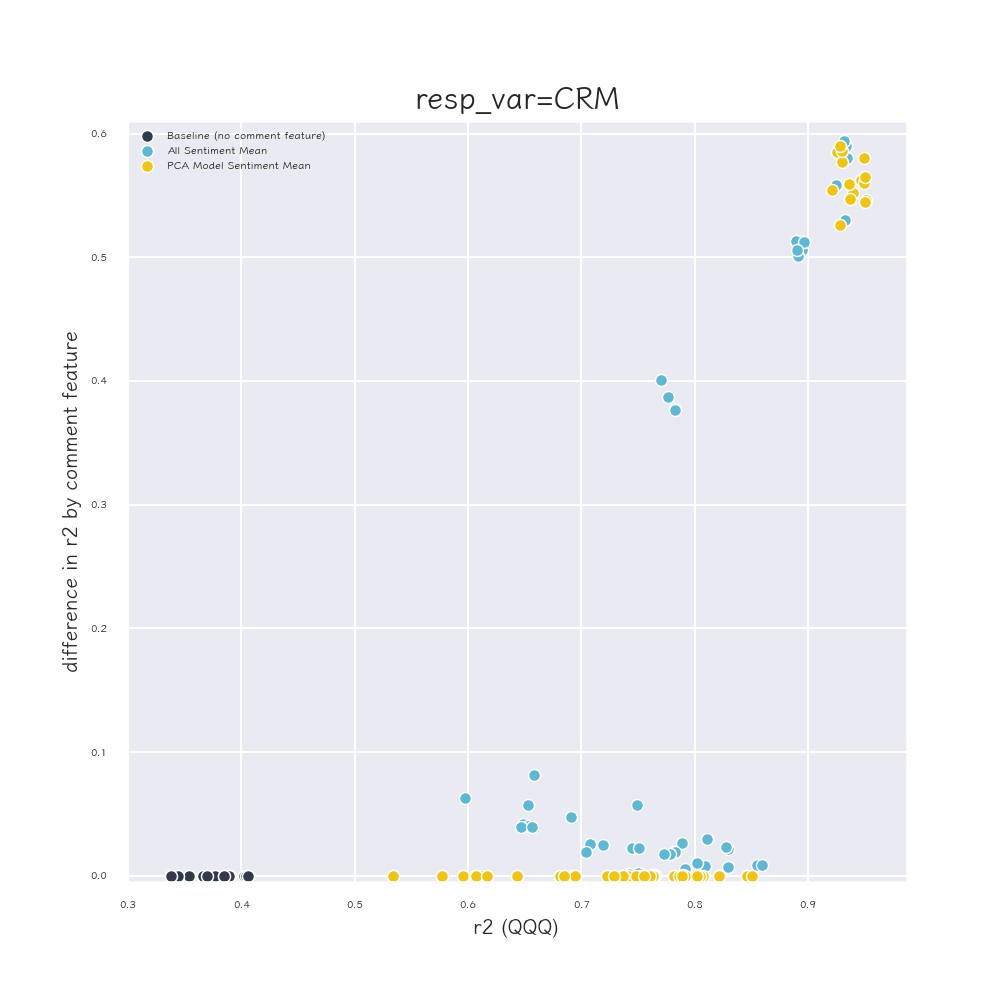 resp_var=CRM
Baseline (no comment feature)
All Sentiment Mean
PCA Model Sentiment Mean
difference in r2 by comment feature
0.6
0.5
0.4
0.3
0.2
0.1
0.0
0.3 0.4 0.5 0.6 0.7 0.8 0.9
r2 (QQQ)